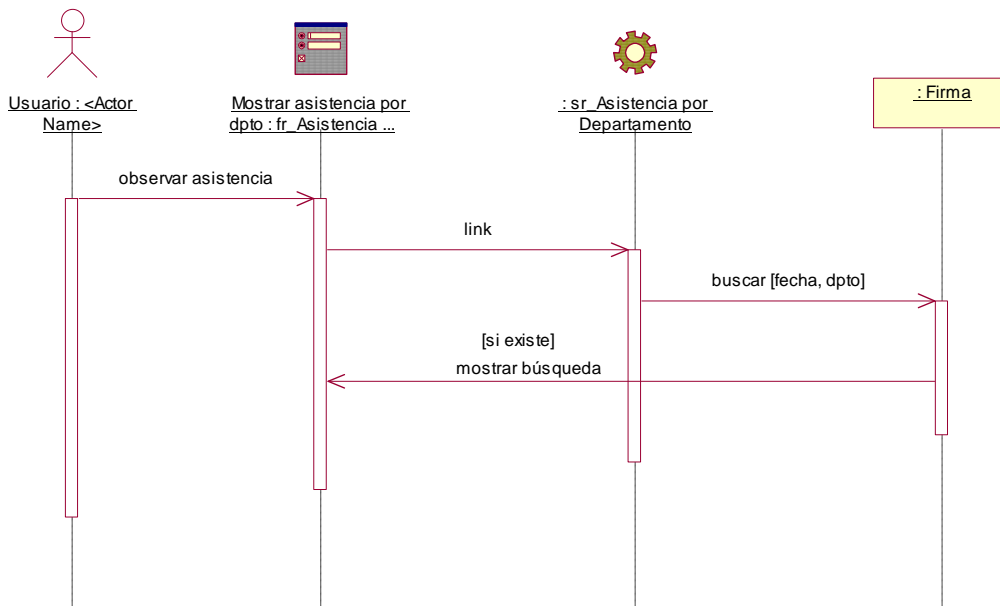 Usuario : <Actor
Name>
Mostrar asistencia por
dpto : fr_Asistencia ...
: sr_Asistencia por
Departamento
: Firma
observar asistencia
link
buscar [fecha, dpto]
[si existe]
mostrar búsqueda